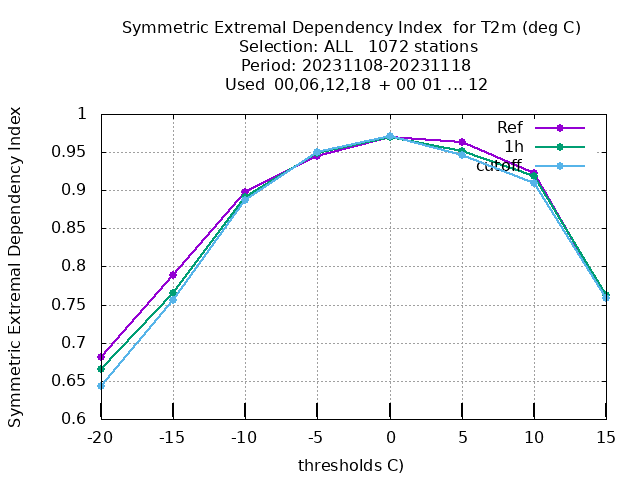 Symmetric Extremal Dependency Index  for T2m (deg C)
Selection: ALL   1072 stations
Period: 20231108-20231118
Used  00,06,12,18  + 00 01 ... 12
Symmetric Extremal Dependency Index
1
0.95
0.9
0.85
0.8
0.75
0.7
0.65
0.6
Ref
1h
cutoff
-20 -15 -10 -5 0 5 10 15
thresholds C)